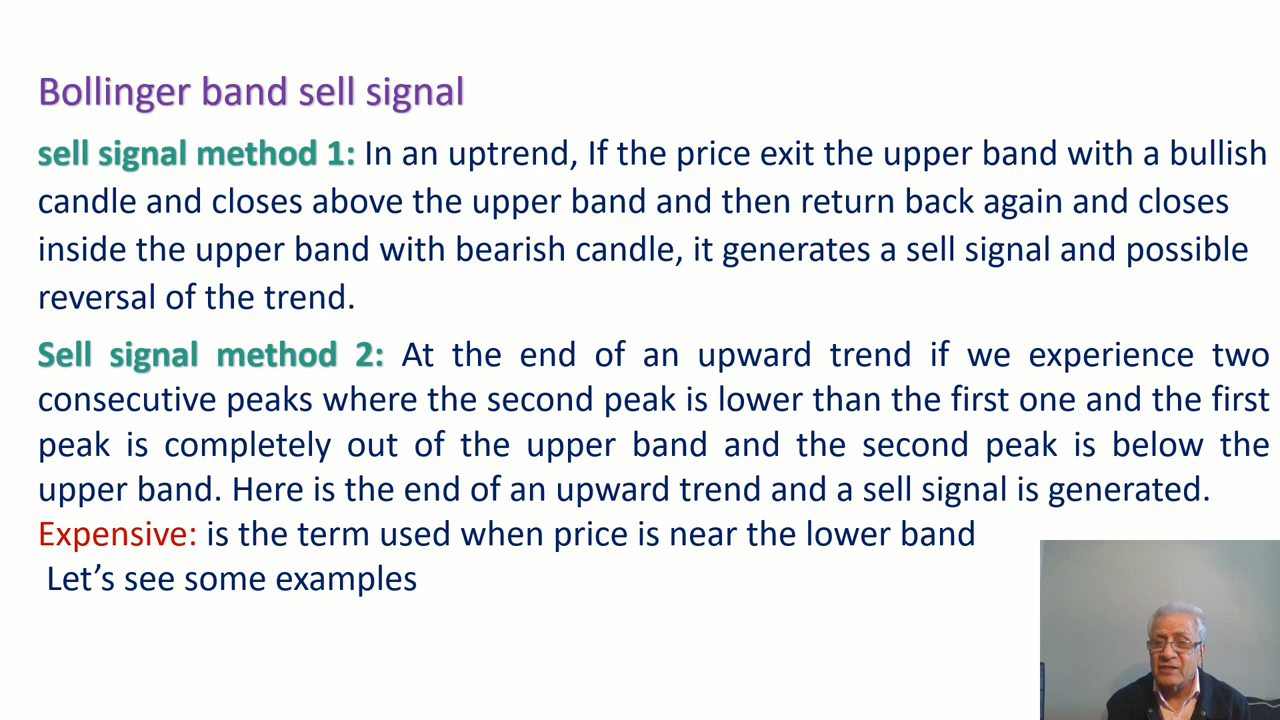 Bollinger band sell signal
sell signal method 1: In an uptrend, If the price exit the upper band with a bullish
candle and closes above the upper band and then return back again and closes
inside the upper band with bearish candle, it generates a sell signal and possible
reversal of the trend.
Sell signal method 2: At the end of an upward trend if we experience two
consecutive peaks where the second peak is lower than the first one and the first
peak is completely out of the upper band and the second peak is below the
upper band. Here is the end of an upward trend and a sell signal is generated.
Expensive: is the term used when price is near the lower band
Let’s see some examples